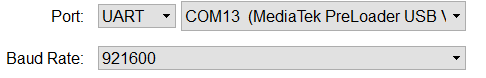 Port: UART COM13 (MediaTek PreLoader USB
Baud Rate: 921600